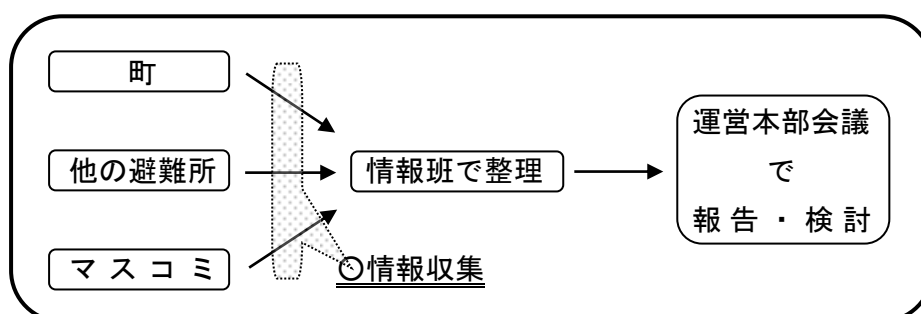 町
他の避難所
マスコミ
情報班で整理
○情報収集
運営本部会議
で
報告・検討